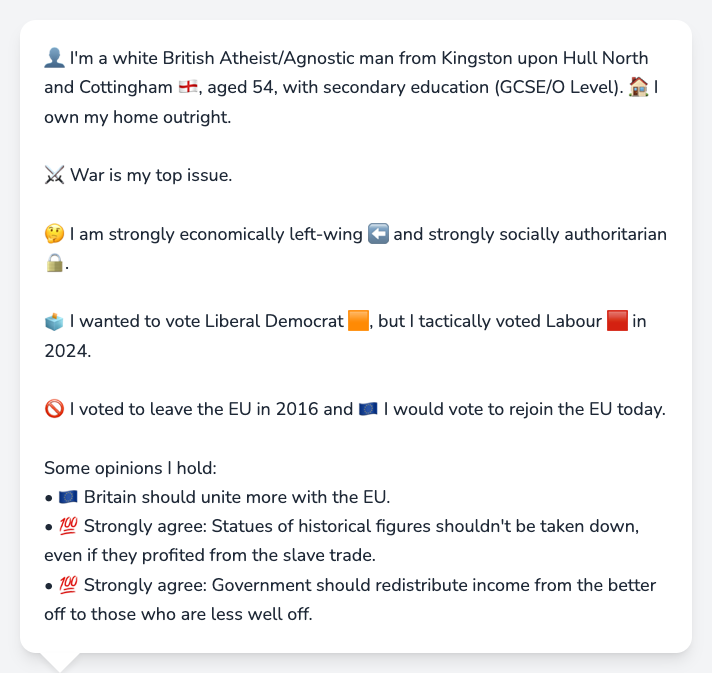 👤 I'm a white British Atheist/Agnostic man from Kingston upon Hull North
and Cottingham 🏴󠁧󠁢󠁥󠁮󠁧󠁿, aged 54, with secondary education (GCSE/O Level). 🏠 I
own my home outright.
⚔️ War is my top issue.
🤔 I am strongly economically left-wing ⬅️ and strongly socially authoritarian
🔒.
🗳️ I wanted to vote Liberal Democrat 🟧, but I tactically voted Labour 🟥 in
2024.
🚫 I voted to leave the EU in 2016 and 🇪🇺 I would vote to rejoin the EU today.
Some opinions I hold:
• 🇪🇺 Britain should unite more with the EU.
• 💯 Strongly agree: Statues of historical figures shouldn't be taken down,
even if they profited from the slave trade.
• 💯 Strongly agree: Government should redistribute income from the better
off to those who are less well off.